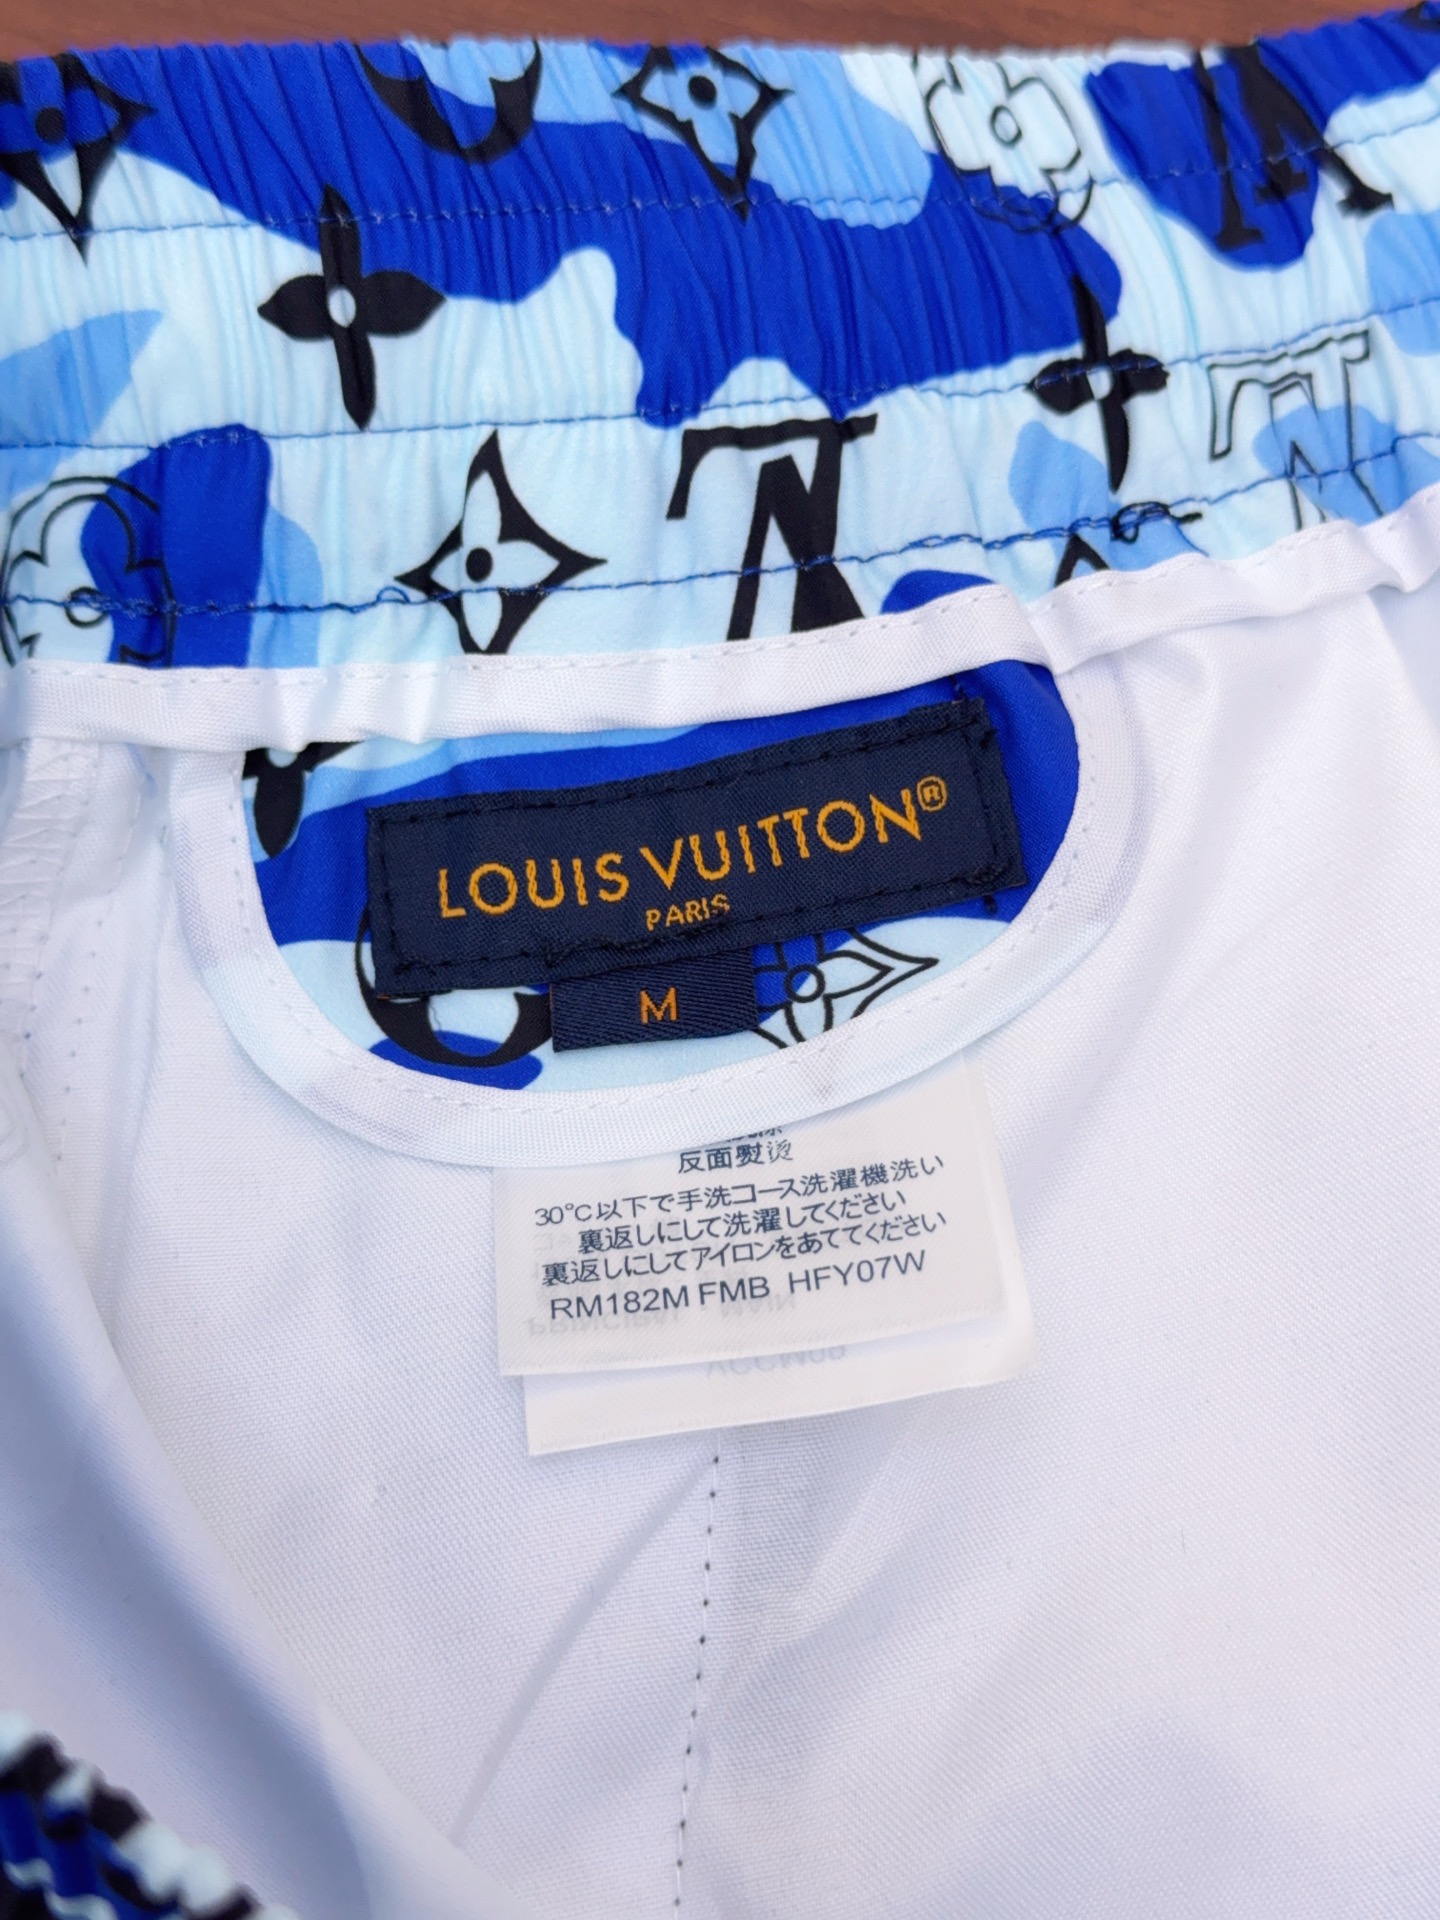 LOUIS VUITTON®
PARIS
M
反面熨烫
30°C以下で手洗コース洗濯機洗い
裏返しにして洗濯してください
裏返しにしてアイロンをあててください
RM182M FMB HFY07W